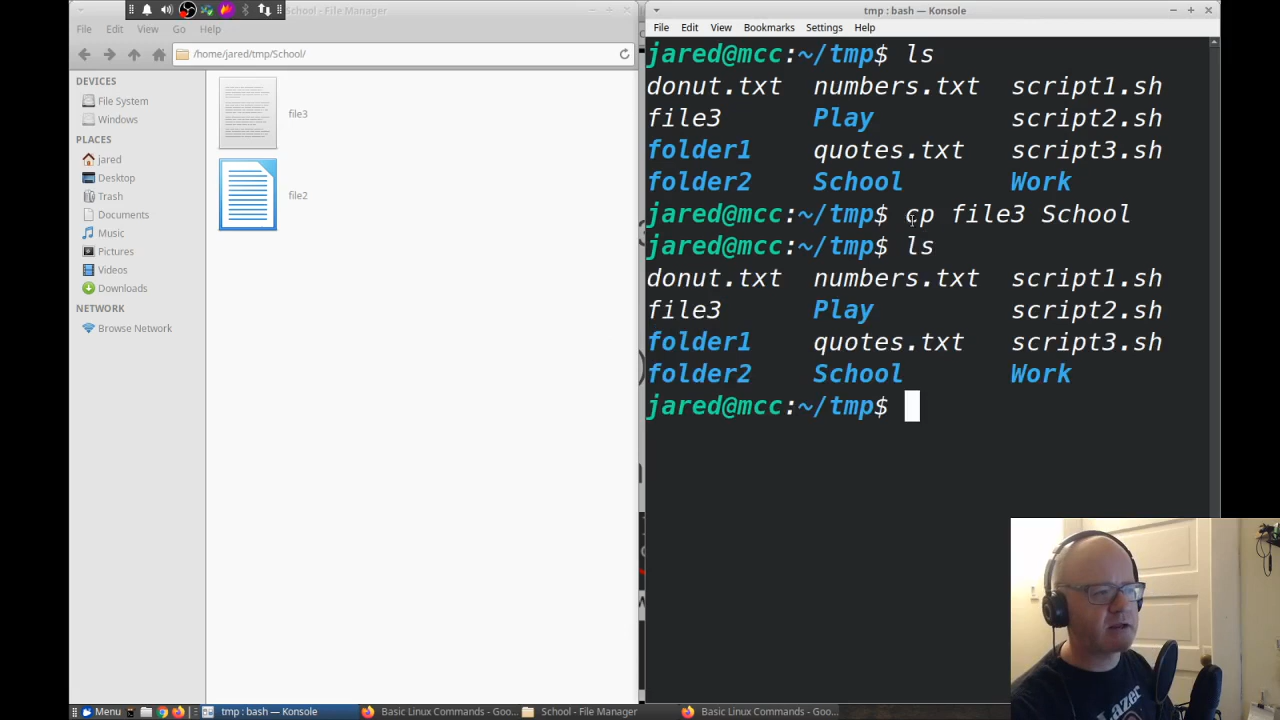 School - File Manager
File Edit View Go Help
/home/jared/tmp/School/
DEVICES
File System
Windows
PLACES
jared
Desktop
Trash
Documents
Music
Pictures
Videos
Downloads
NETWORK
Browse Network
file3
file2
tmp : bash — Konsole
File Edit View Bookmarks Settings Help
jared@mcc:~/tmp$ ls
donut.txt numbers.txt script1.sh
file3 Play script2.sh
folder1 quotes.txt script3.sh
folder2 School Work
jared@mcc:~/tmp$ cp file3 School
jared@mcc:~/tmp$ ls
donut.txt numbers.txt script1.sh
file3 Play script2.sh
folder1 quotes.txt script3.sh
folder2 School Work
jared@mcc:~/tmp$
Menu tmp : bash — Konsole Basic Linux Commands - Goo... School - File Manager Basic Linux Commands - Goo...